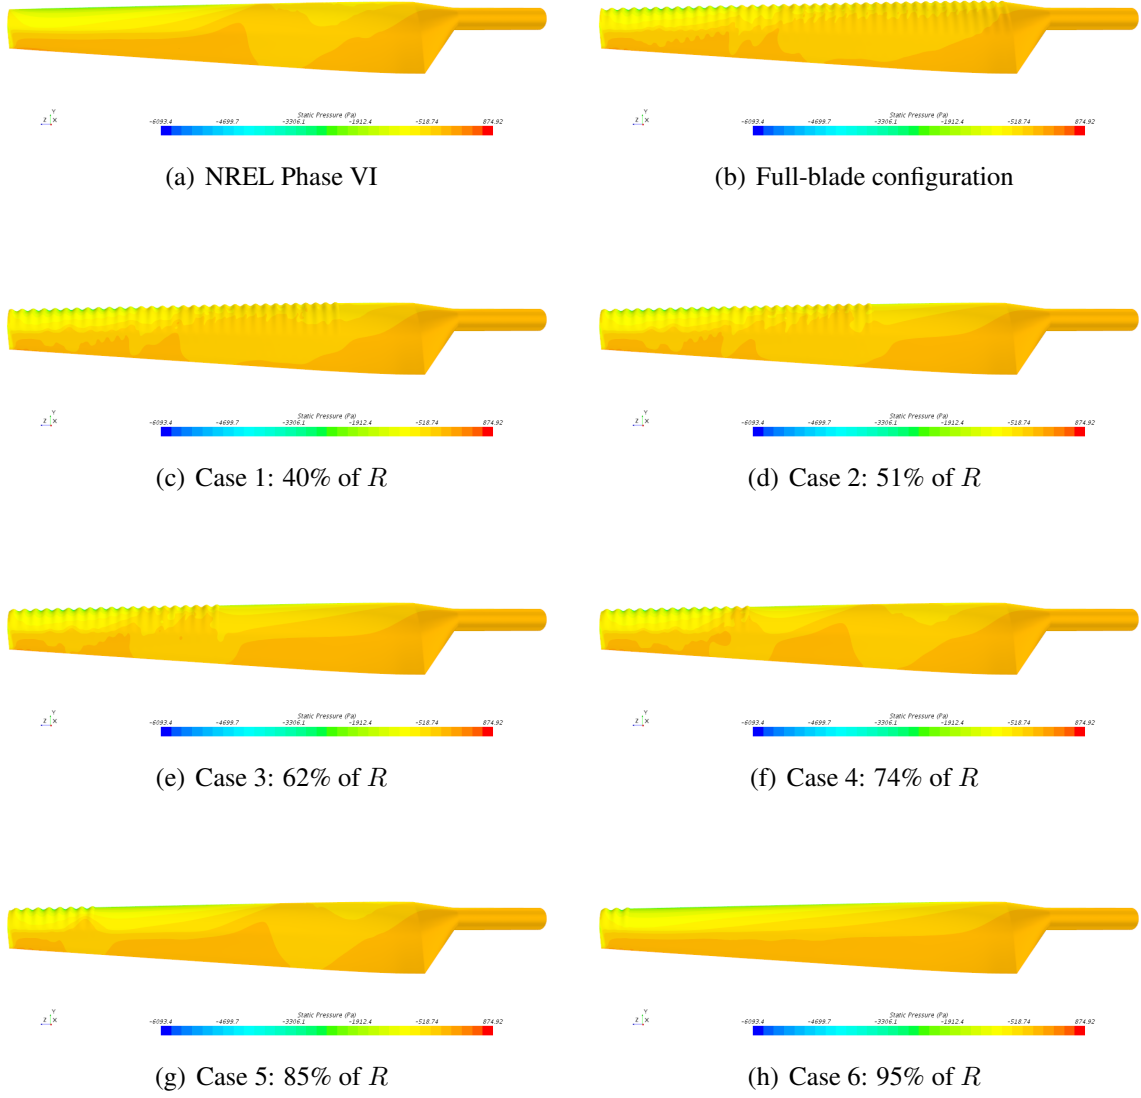 Y
Z X
Static Pressure (Pa)
-6093.4 -4699.7 -3306.1 -1912.4 -518.74 874.92
Y
Z X
Static Pressure (Pa)
-6093.4 -4699.7 -3306.1 -1912.4 -518.74 874.92
(a) NREL Phase VI
(b) Full-blade configuration
Y
Z X
Static Pressure (Pa)
-6093.4 -4699.7 -3306.1 -1912.4 -518.74 874.92
Y
Z X
Static Pressure (Pa)
-6093.4 -4699.7 -3306.1 -1912.4 -518.74 874.92
(c) Case 1: 40% of R
(d) Case 2: 51% of R
Y
Z X
Static Pressure (Pa)
-6093.4 -4699.7 -3306.1 -1912.4 -518.74 874.92
Y
Z X
Static Pressure (Pa)
-6093.4 -4699.7 -3306.1 -1912.4 -518.74 874.92
(e) Case 3: 62% of R
(f) Case 4: 74% of R
Y
Z X
Static Pressure (Pa)
-6093.4 -4699.7 -3306.1 -1912.4 -518.74 874.92
Y
Z X
Static Pressure (Pa)
-6093.4 -4699.7 -3306.1 -1912.4 -518.74 874.92
(g) Case 5: 85% of R
(h) Case 6: 95% of R